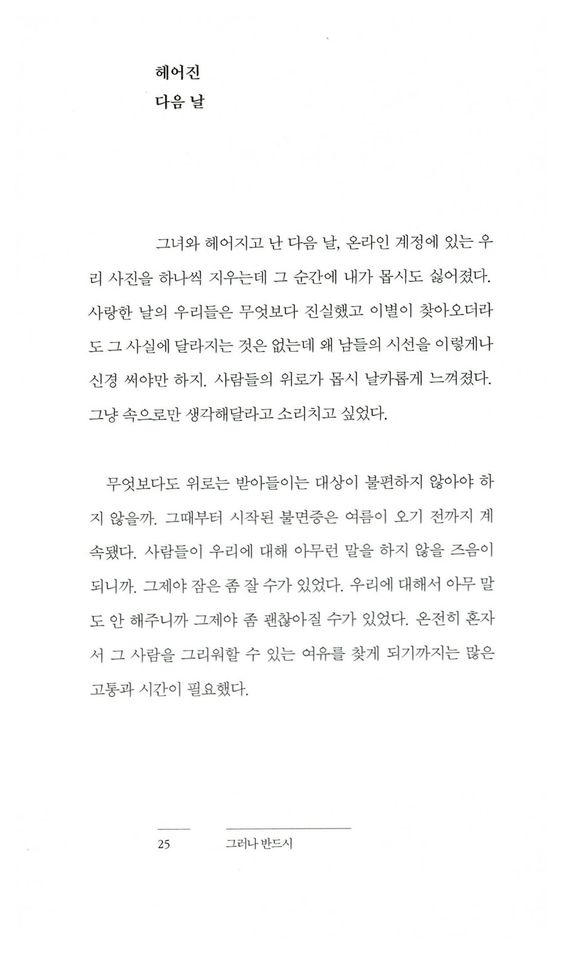 헤어진
다음 날
그녀와 헤어지고 난 다음 날, 온라인 계정에 있는 우
리 사진을 하나씩 지우는데 그 순간에 내가 몹시도 싫어졌다.
사랑한 날의 우리들은 무엇보다 진실했고 이별이 찾아오더라
도 그 사실에 달라지는 것은 없는데 왜 남들의 시선을 이렇게나
신경 써야만 하지. 사람들의 위로가 몹시 날카롭게 느껴졌다.
그냥 속으로만 생각해달라고 소리치고 싶었다.
무엇보다도 위로는 받아들이는 대상이 불편하지 않아야 하
지 않을까. 그때부터 시작된 불면증은 여름이 오기 전까지 계
속됐다. 사람들이 우리에 대해 아무런 말을 하지 않을 즈음이
되니까. 그제야 잠은 좀 잘 수가 있었다. 우리에 대해서 아무 말
도 안 해주니까 그제야 좀 괜찮아질 수가 있었다. 온전히 혼자
서 그 사람을 그리워할 수 있는 여유를 찾게 되기까지는 많은
고통과 시간이 필요했다.
25 그러나 반드시